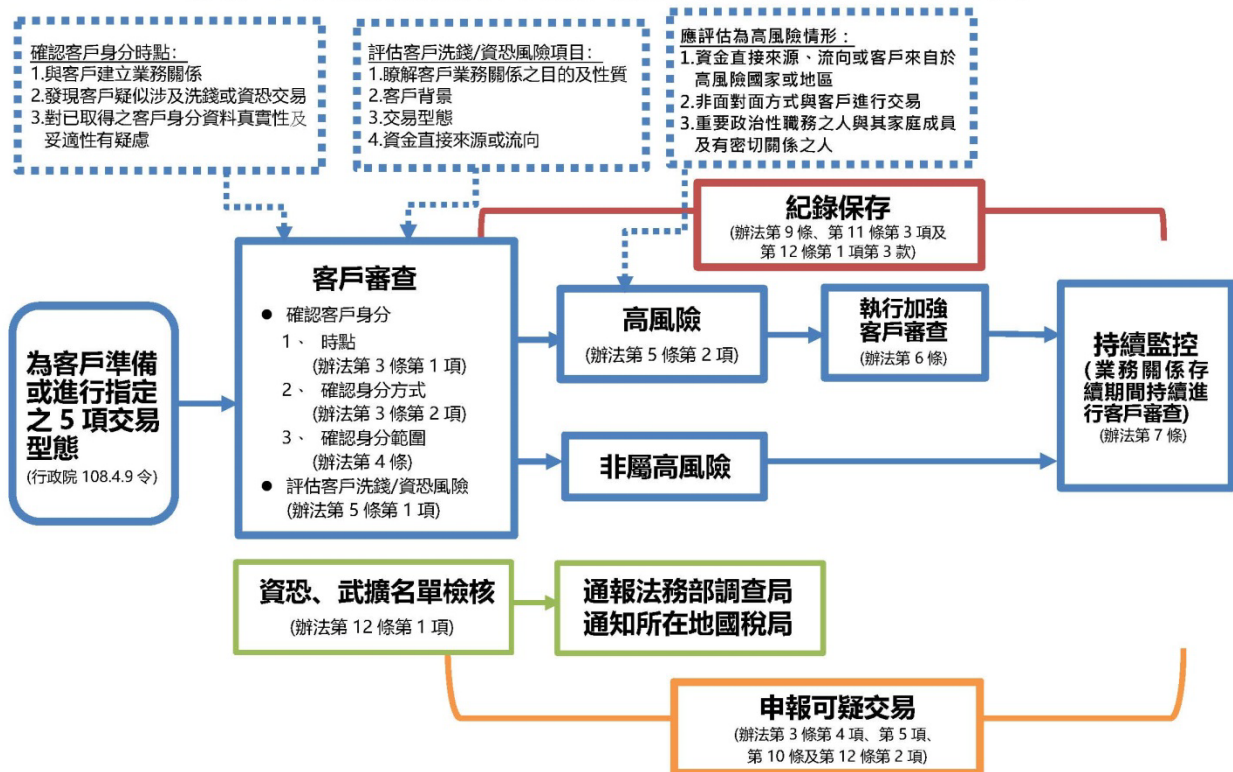 確認客戶身分時點:
1.與客戶建立業務關係
2.發現客戶疑似涉及洗錢或資恐交易
3.對已取得之客戶身分資料真實性及
妥適性有疑慮
評估客戶洗錢/資恐風險項目:
1.瞭解客戶業務關係之目的及性質
2.客戶背景
3.交易型態
4.資金直接來源或流向
應評估為高風險情形：
1.資金直接來源、流向或客戶來自於
高風險國家或地區
2.非面對面方式與客戶進行交易
3.重要政治性職務之人與其家庭成員
及有密切關係之人
紀錄保存
(辦法第 9 條、第 11 條第 3 項及
第 12 條第 1 項第 3 款)
為客戶準備
或進行指定
之 5 項交易
型態
(行政院 108.4.9 令)
客戶審查
● 確認客戶身分
1、 時點
(辦法第 3 條第 1 項)
2、 確認身分方式
(辦法第 3 條第 2 項)
3、 確認身分範圍
(辦法第 4 條)
● 評估客戶洗錢/資恐風險
(辦法第 5 條第 1 項)
高風險
(辦法第 5 條第 2 項)
執行加強
客戶審查
(辦法第 6 條)
非屬高風險
持續監控
(業務關係存
續期間持續進
行客戶審查)
(辦法第 7 條)
資恐、武擴名單檢核
(辦法第 12 條第 1 項)
通報法務部調查局
通知所在地國稅局
申報可疑交易
(辦法第 3 條第 4 項、第 5 項、
第 10 條及第 12 條第 2 項)